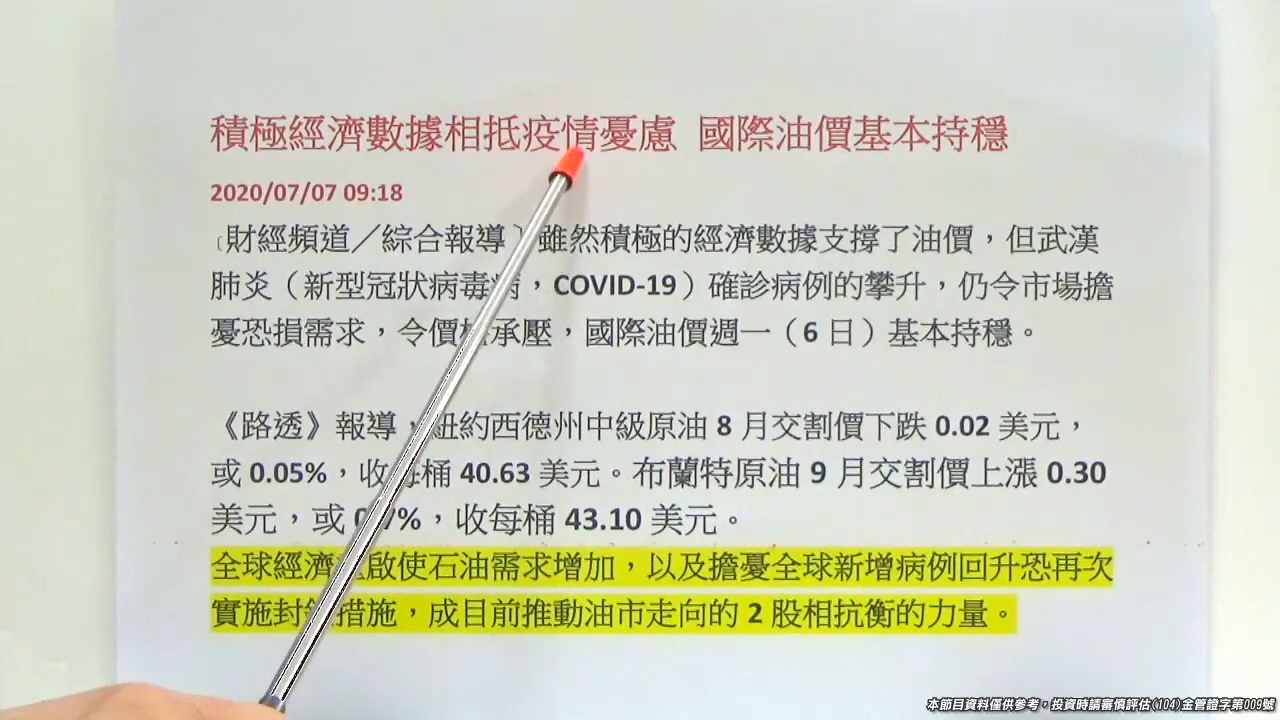 積極經濟數據相抵疫情憂慮 國際油價基本持穩
2020/07/07 09:18
〔財經頻道／綜合報導〕雖然積極的經濟數據支撐了油價，但武漢
肺炎（新型冠狀病毒病，COVID-19）確診病例的攀升，仍令市場擔
憂恐損需求，令價格承壓，國際油價週一（6 日）基本持穩。
《路透》報導，紐約西德州中級原油 8 月交割價下跌 0.02 美元，
或 0.05%，收每桶 40.63 美元。布蘭特原油 9 月交割價上漲 0.30
美元，或 0.7%，收每桶 43.10 美元。
全球經濟重啟使石油需求增加，以及擔憂全球新增病例回升恐再次
實施封鎖措施，成目前推動油市走向的 2 股相抗衡的力量。
本節目資料僅供參考，投資時請審慎評估(104)金管證字第009號